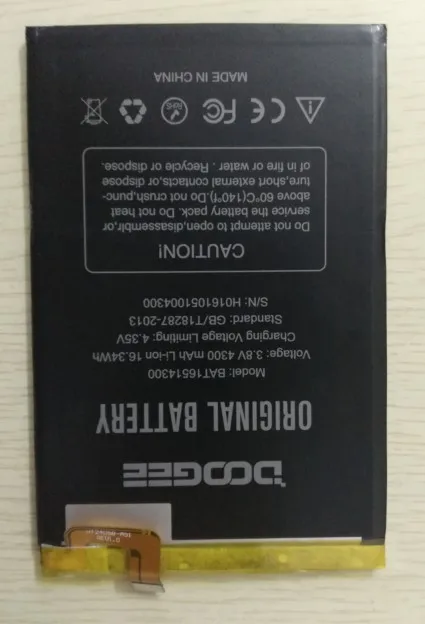 DOOGEE
ORIGINAL BATTERY
Model: BAT16514300
Voltage: 3.8V 4300 mAh Li-ion 16.34Wh
Charging Voltage Limiting: 4.35V
Standard: GB/T18287-2013
S/N: H0161051004300
CAUTION!
Do not attempt to open,disassemblr,or
service the battery pack. Do not heat
above 60°C(140°f).Do not crush,punc-
ture,short external,contacts,or dispose
of in fire or water . Recycle or dispose.
CE FC
MADE IN CHINA